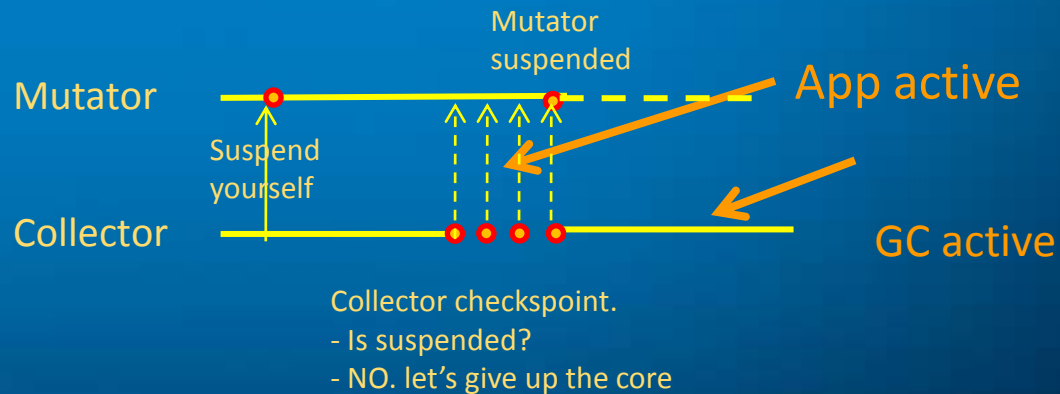 Mutator
suspended
Mutator
App active
Suspend
yourself
Collector
GC active
Collector checkspoint.
- Is suspended?
- NO. let's give up the core